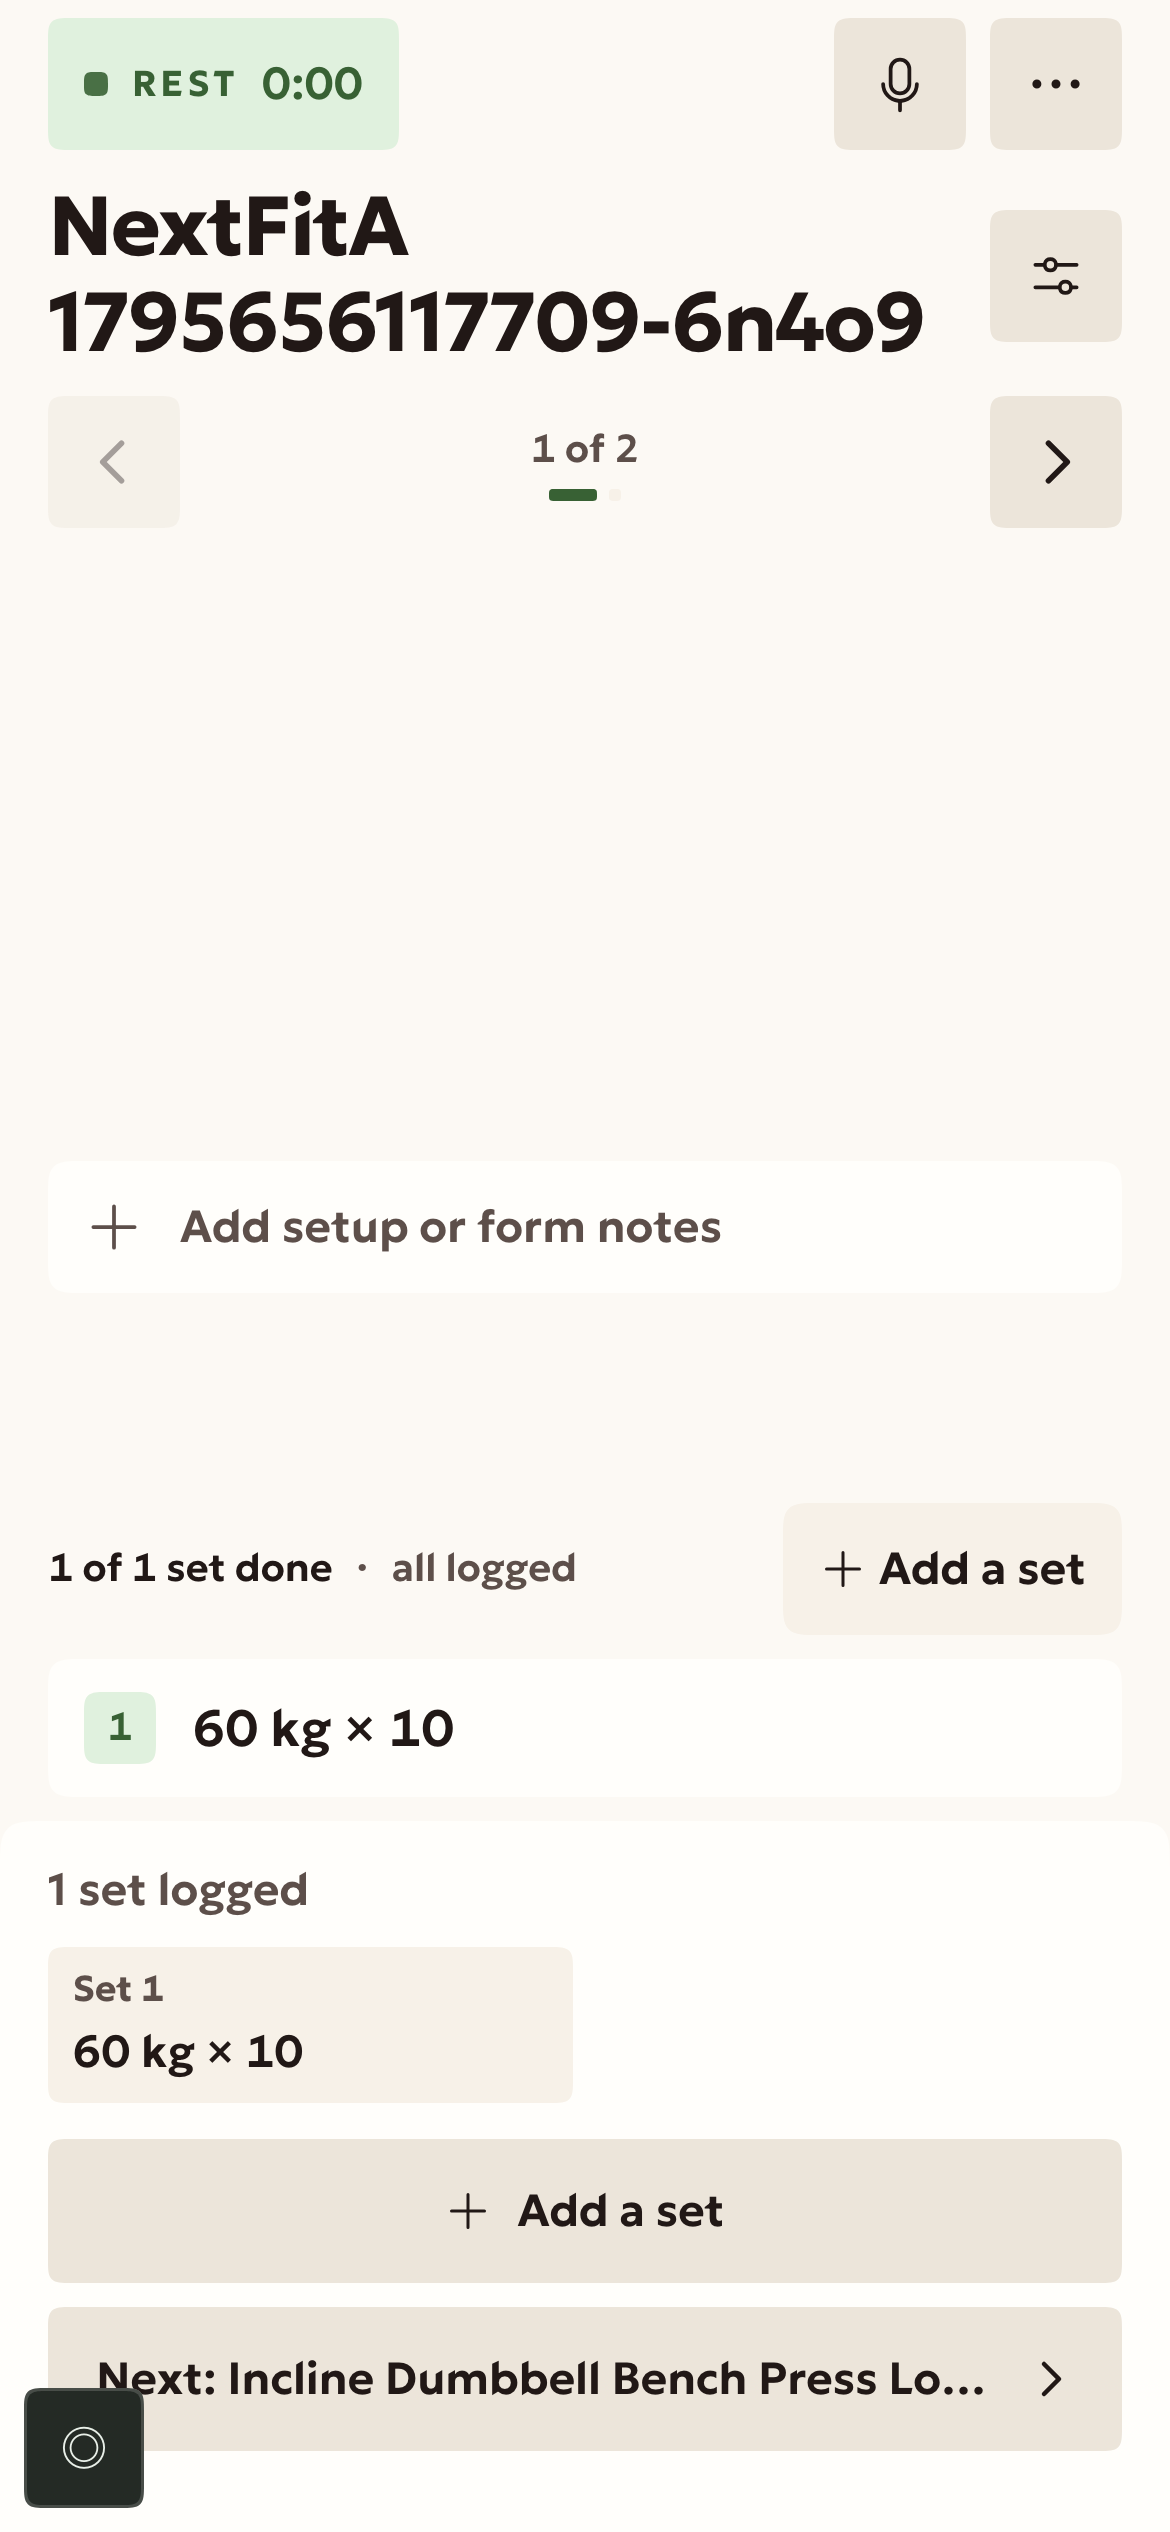 REST 0:00
NextFitA
1795656117709-6n4o9
1 of 2
Add setup or form notes
1 of 1 set done · all logged
+ Add a set
1 60 kg × 10
1 set logged
Set 1
60 kg × 10
+ Add a set
Next: Incline Dumbbell Bench Press Lo...